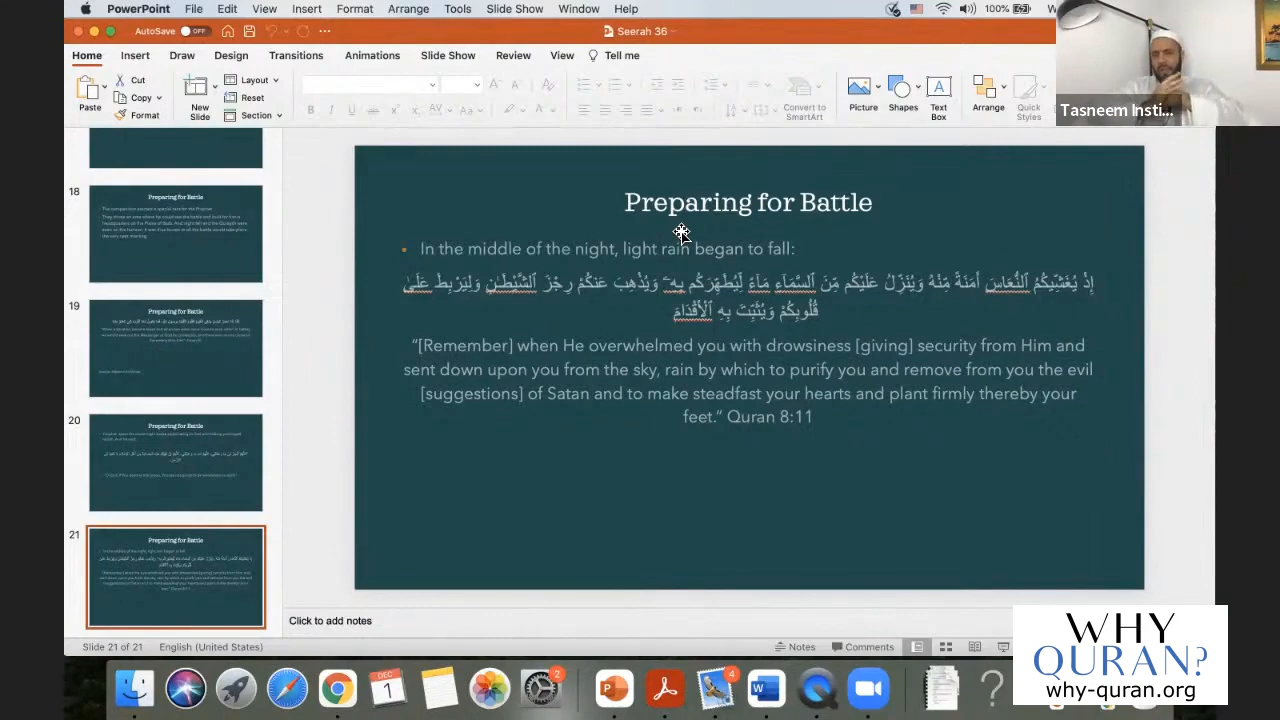 PowerPoint File Edit View Insert Format Arrange Tools Slide Show Window Help 100%
AutoSave OFF Seerah 36
Home Insert Draw Design Transitions Animations Slide Show Review View Tell me
Paste Cut Copy Format
New Slide Layout Reset Section
Convert to SmartArt Picture Shapes Text Box Arrange Quick Styles
Tasneem Insti...
18
Preparing for Battle
19
Preparing for Battle
20
Preparing for Battle
21
Preparing for Battle
Preparing for Battle
In the middle of the night, light rain began to fall:
إِذْ يُغَشِّيكُمُ ٱلنُّعَاسَ أَمَنَةً مِّنْهُ وَيُنَزِّلُ عَلَيْكُم مِّنَ ٱلسَّمَآءِ مَآءً لِّيُطَهِّرَكُم بِهِۦ وَيُذْهِبَ عَنكُمْ رِجْزَ ٱلشَّيْطَـٰنِ وَلِيَرْبِطَ عَلَىٰ
قُلُوبِكُمْ وَيُثَبِّتَ بِهِ ٱلْأَقْدَامَ
“[Remember] when He overwhelmed you with drowsiness [giving] security from Him and
sent down upon you from the sky, rain by which to purify you and remove from you the evil
[suggestions] of Satan and to make steadfast your hearts and plant firmly thereby your
feet.” Quran 8:11
Click to add notes
Slide 21 of 21 English (United States) Notes Comments
DEC
1
2
4
WHY
QURAN?
why-quran.org